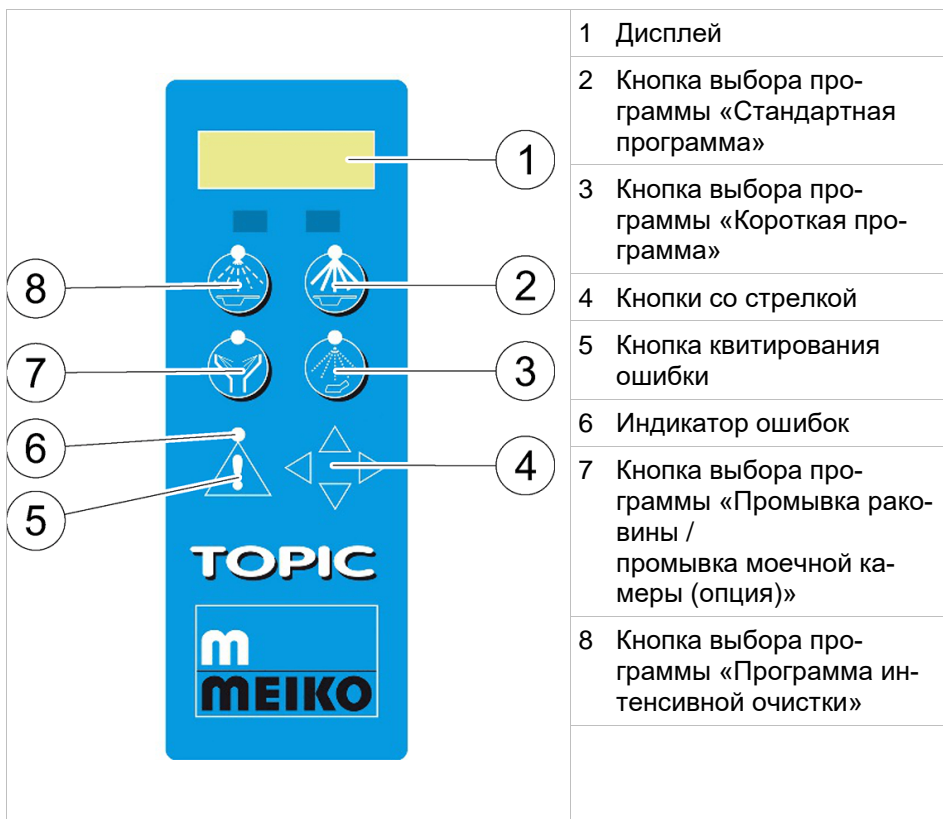 1
8
2
7
3
6
4
5
!
TOPIC
m
MEIKO
1 Дисплей
2 Кнопка выбора про-
граммы «Стандартная
программа»
3 Кнопка выбора про-
граммы «Короткая про-
грамма»
4 Кнопки со стрелкой
5 Кнопка квитирования
ошибки
6 Индикатор ошибок
7 Кнопка выбора про-
граммы «Промывка рако-
вины /
промывка моечной ка-
меры (опция)»
8 Кнопка выбора про-
граммы «Программа ин-
тенсивной очистки»